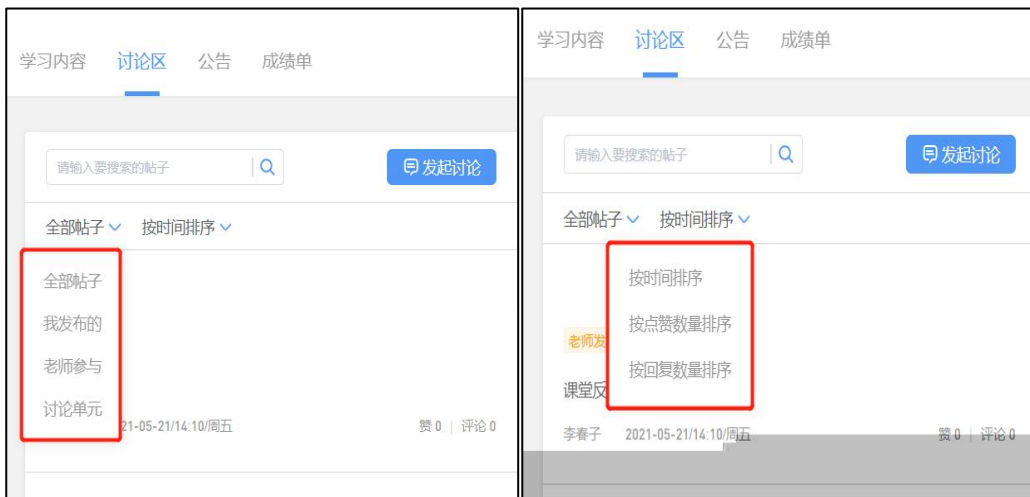 学习内容 讨论区 公告 成绩单
请输入要搜索的帖子
发起讨论
全部帖子 按时间排序
全部帖子
我发布的
老师参与
讨论单元
21-05-21/14:10/周五 赞 0 | 评论 0
学习内容 讨论区 公告 成绩单
请输入要搜索的帖子
发起讨论
全部帖子 按时间排序
按时间排序
按点赞数量排序
老师发
按回复数量排序
课堂反
李春子 2021-05-21/14:10/周五 赞 0 | 评论 0